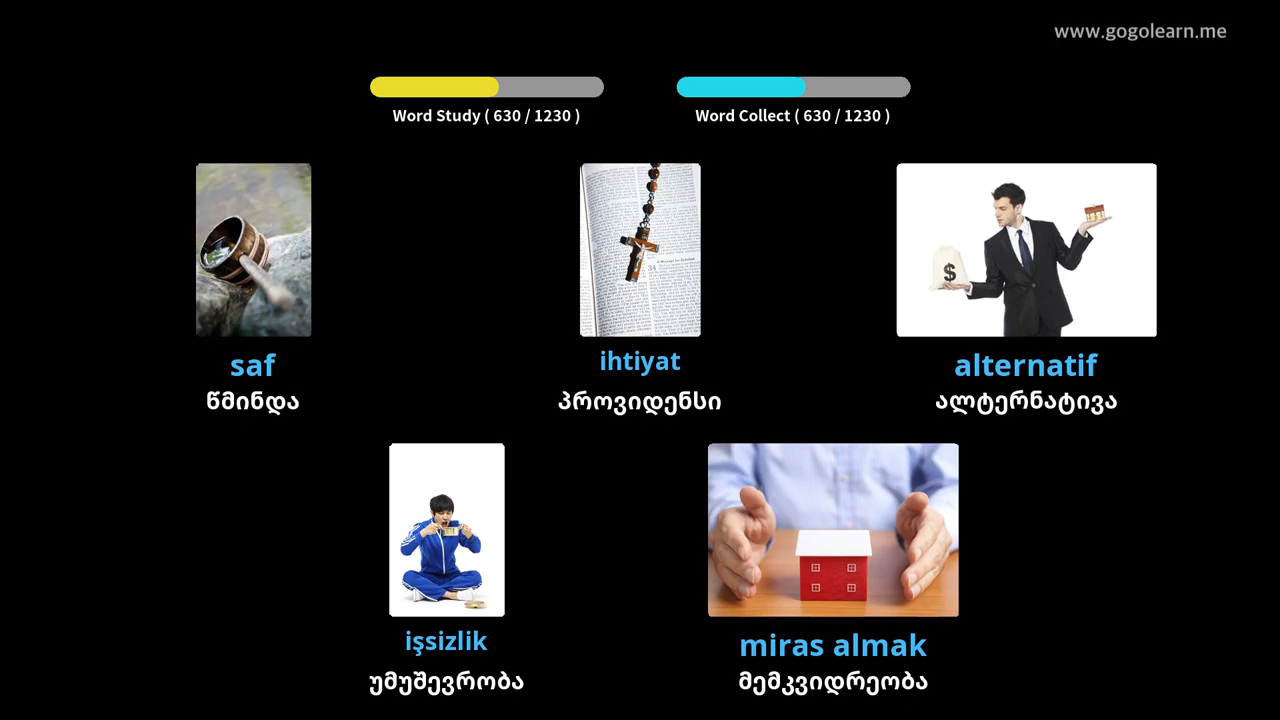 www.gogolearn.me
Word Study ( 630 / 1230 )
Word Collect ( 630 / 1230 )
saf
წმინდა
ihtiyat
პროვიდენსი
alternatif
ალტერნატივა
$
işsizlik
უმუშევრობა
miras almak
მემკვიდრეობა